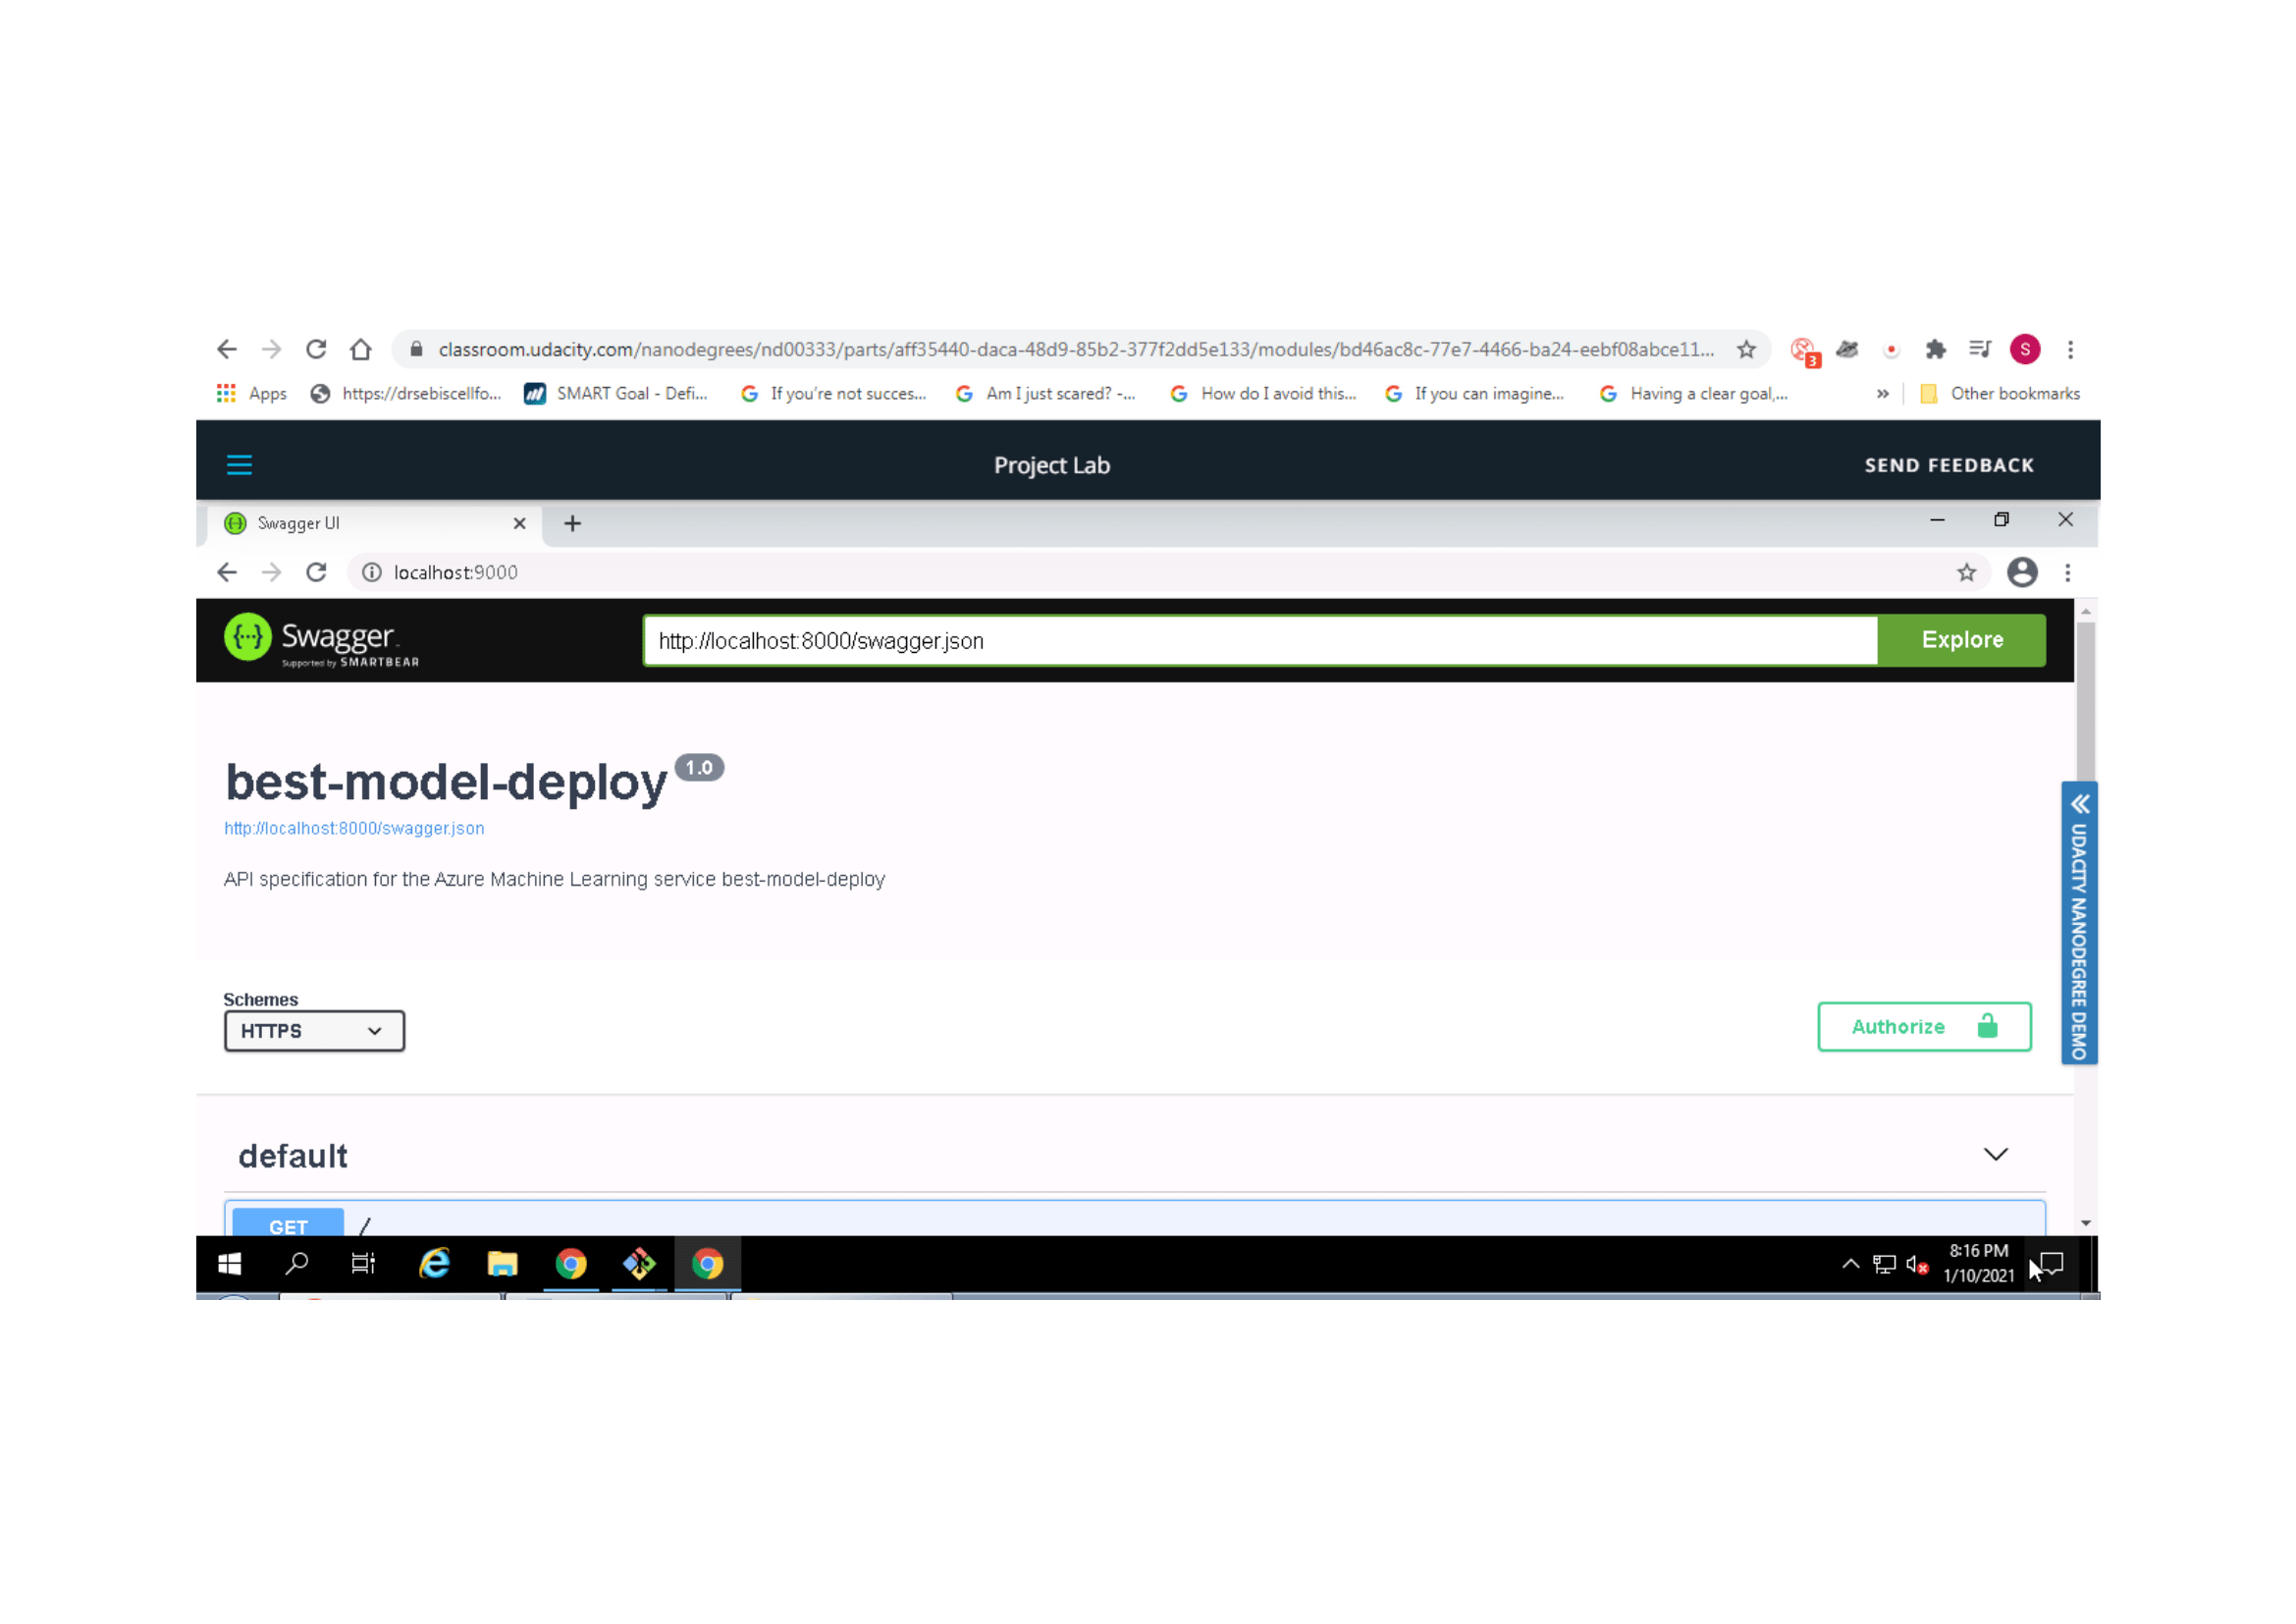 classroom.udacity.com/nanodegrees/nd00333/parts/aff35440-daca-48d9-85b2-377f2dd5e133/modules/bd46ac8c-77e7-4466-ba24-eebf08abce11...
3
S
Apps
https://drsebiscellfo...
SMART Goal - Defi...
If you're not succes...
Am I just scared? -...
How do I avoid this...
If you can imagine...
Having a clear goal,...
»
Other bookmarks
Project Lab
SEND FEEDBACK
Swagger UI
localhost:9000
Swagger
Supported by SMARTBEAR
http://localhost:8000/swagger.json
Explore
best-model-deploy 1.0
http://localhost:8000/swagger.json
API specification for the Azure Machine Learning service best-model-deploy
UDACITY NANODEGREE DEMO
Schemes
HTTPS
Authorize
default
GET /
8:16 PM
1/10/2021